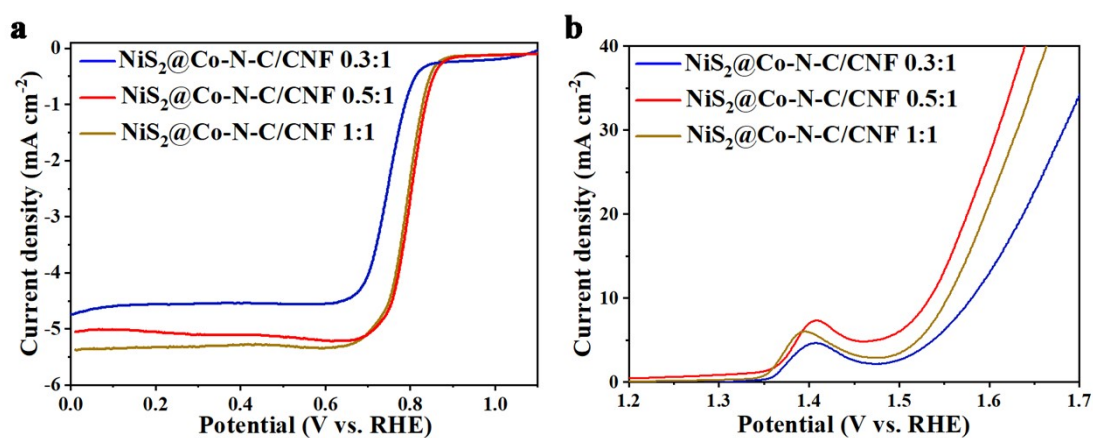 a
0
-1
-2
-3
-4
-5
-6
Current density (mA cm⁻²)
NiS₂@Co-N-C/CNF 0.3:1
NiS₂@Co-N-C/CNF 0.5:1
NiS₂@Co-N-C/CNF 1:1
0.0 0.2 0.4 0.6 0.8 1.0
Potential (V vs. RHE)
b
40
30
20
10
0
Current density (mA cm⁻²)
NiS₂@Co-N-C/CNF 0.3:1
NiS₂@Co-N-C/CNF 0.5:1
NiS₂@Co-N-C/CNF 1:1
1.2 1.3 1.4 1.5 1.6 1.7
Potential (V vs. RHE)